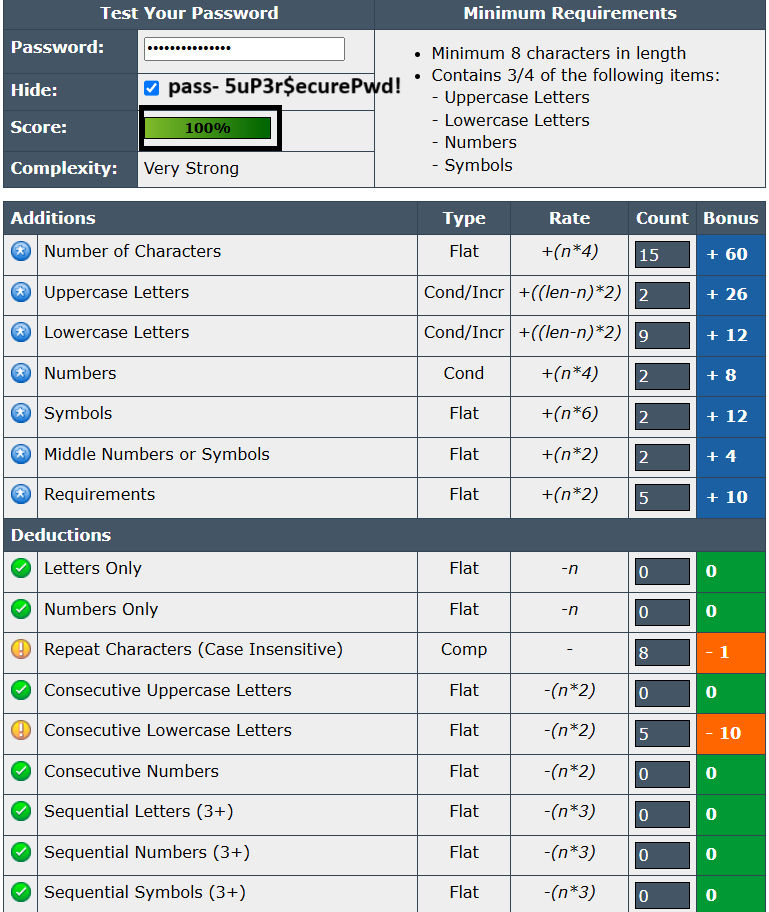 Test Your Password
Minimum Requirements
Password: •••••••••••••••
Hide: pass- 5uP3r$ecurePwd!
Score: 100%
Complexity: Very Strong
• Minimum 8 characters in length
• Contains 3/4 of the following items:
- Uppercase Letters
- Lowercase Letters
- Numbers
- Symbols
Additions Type Rate Count Bonus
Number of Characters Flat +(n*4) 15 + 60
Uppercase Letters Cond/Incr +((len-n)*2) 2 + 26
Lowercase Letters Cond/Incr +((len-n)*2) 9 + 12
Numbers Cond +(n*4) 2 + 8
Symbols Flat +(n*6) 2 + 12
Middle Numbers or Symbols Flat +(n*2) 2 + 4
Requirements Flat +(n*2) 5 + 10
Deductions
Letters Only Flat -n 0 0
Numbers Only Flat -n 0 0
Repeat Characters (Case Insensitive) Comp - 8 - 1
Consecutive Uppercase Letters Flat -(n*2) 0 0
Consecutive Lowercase Letters Flat -(n*2) 5 - 10
Consecutive Numbers Flat -(n*2) 0 0
Sequential Letters (3+) Flat -(n*3) 0 0
Sequential Numbers (3+) Flat -(n*3) 0 0
Sequential Symbols (3+) Flat -(n*3) 0 0